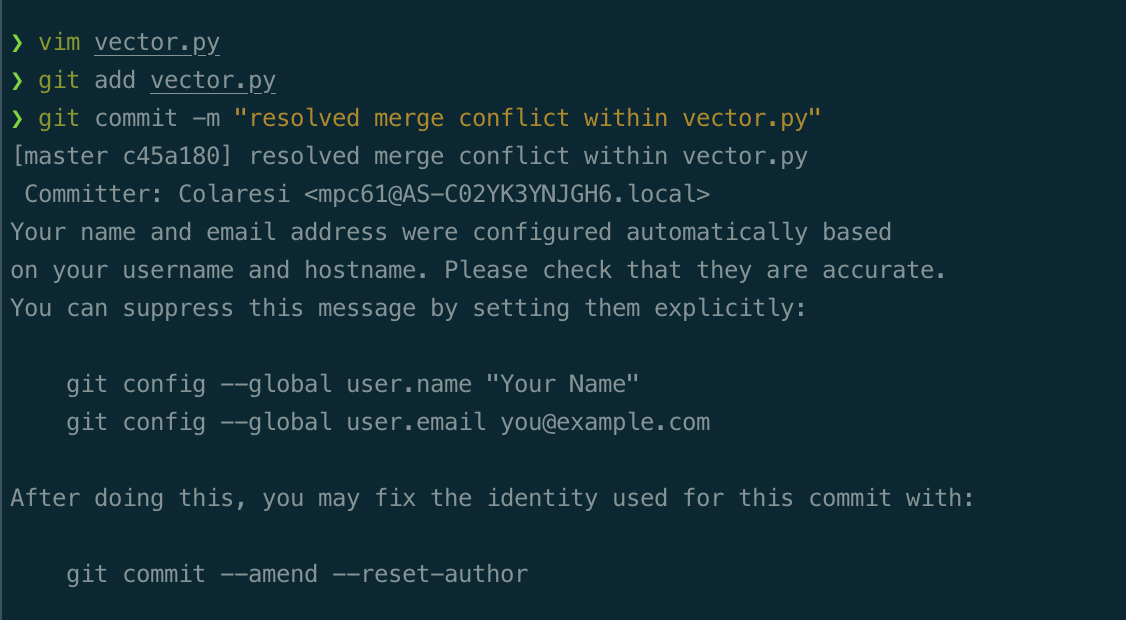 ❯ vim vector.py
❯ git add vector.py
❯ git commit -m "resolved merge conflict within vector.py"
[master c45a180] resolved merge conflict within vector.py
 Committer: Colaresi <mpc61@AS-C02YK3YNJGH6.local>
Your name and email address were configured automatically based
on your username and hostname. Please check that they are accurate.
You can suppress this message by setting them explicitly:

    git config --global user.name "Your Name"
    git config --global user.email you@example.com

After doing this, you may fix the identity used for this commit with:

    git commit --amend --reset-author